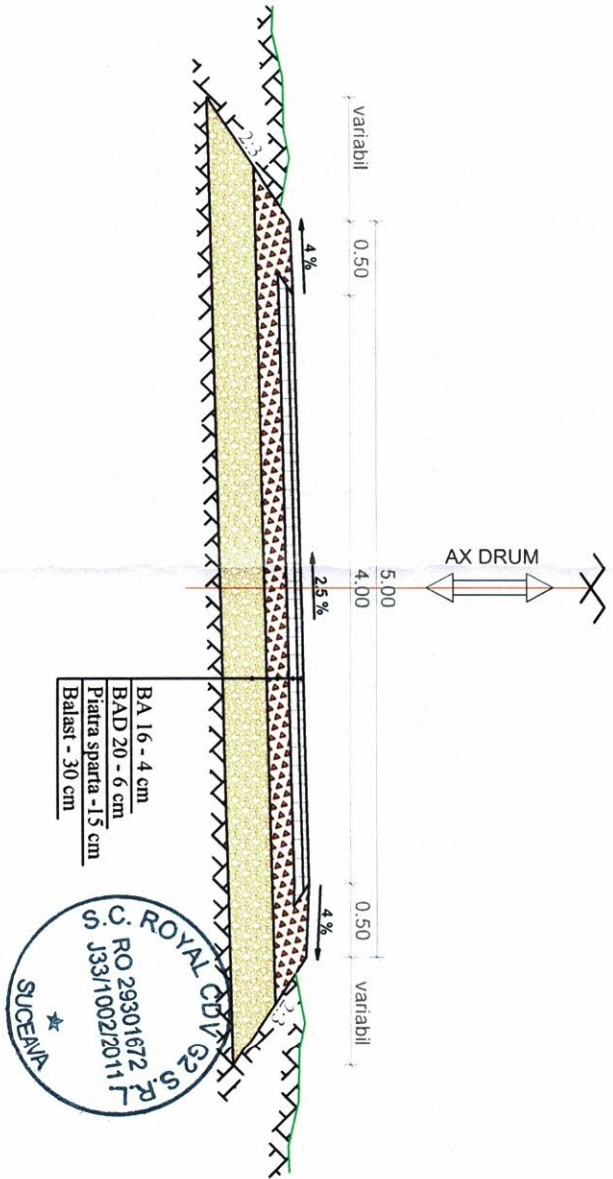 AX DRUM
5.00
variabil
0.50
4.00
0.50
variabil
4 %
2.5 %
4 %
2:3
BA 16 - 4 cm
BAD 20 - 6 cm
Piatra sparta -15 cm
Balast - 30 cm
S.C. ROYAL CDV G2 S.R.L.
RO 29301672
J33/1002/2011
SUCEAVA